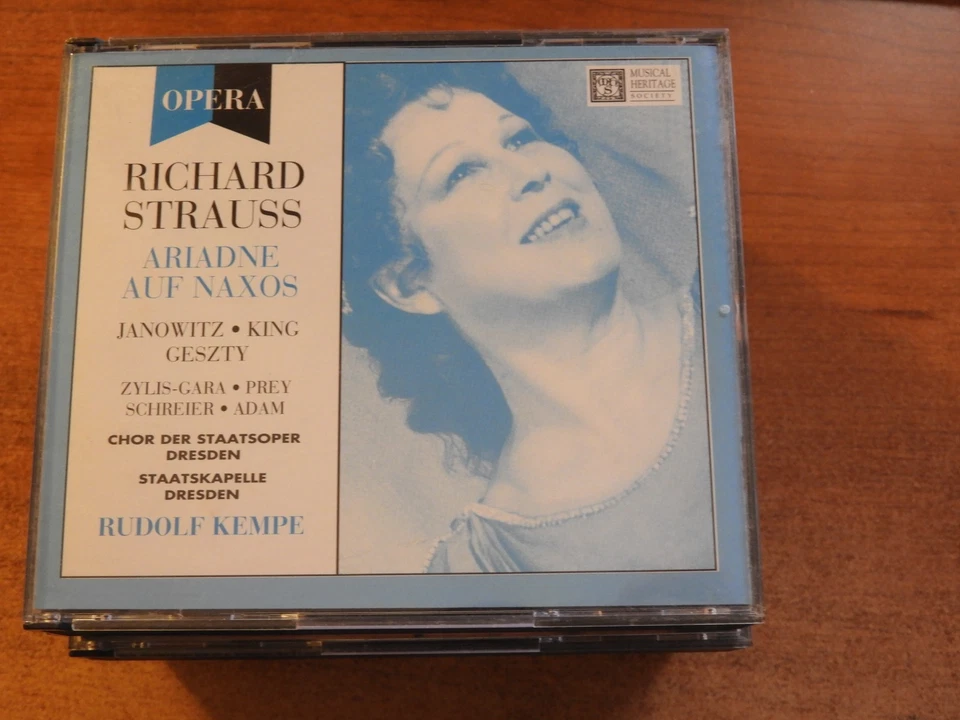 OPERA
RICHARD
STRAUSS
ARIADNE
AUF NAXOS
JANOWITZ • KING
GESZTY
ZYLIS-GARA • PREY
SCHREIER • ADAM
CHOR DER STAATSOPER
DRESDEN
STAATSKAPELLE
DRESDEN
RUDOLF KEMPE
MUSICAL
HERITAGE
SOCIETY